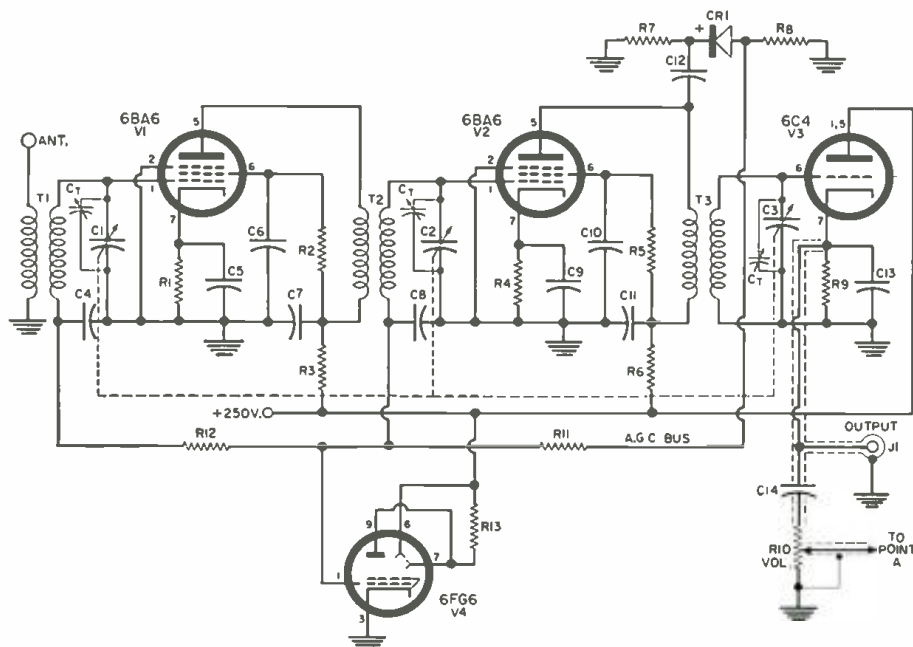 R7
+
CR1
R8
C12
6BA6
V1
6BA6
V2
6C4
V3
ANT.
5
5
1,5
2
1
6
7
2
1
6
7
6
7
T1
CT
C1
C6
R2
T2
CT
C2
C10
R5
T3
C3
CT
R1
C5
R4
C9
R9
C13
C4
C7
C8
C11
R3
R6
+250V.
R12
R11
A.G.C BUS
OUTPUT
J1
C14
R13
9
6
7
1
3
6FG6
V4
R10
VOL
TO
POINT
A